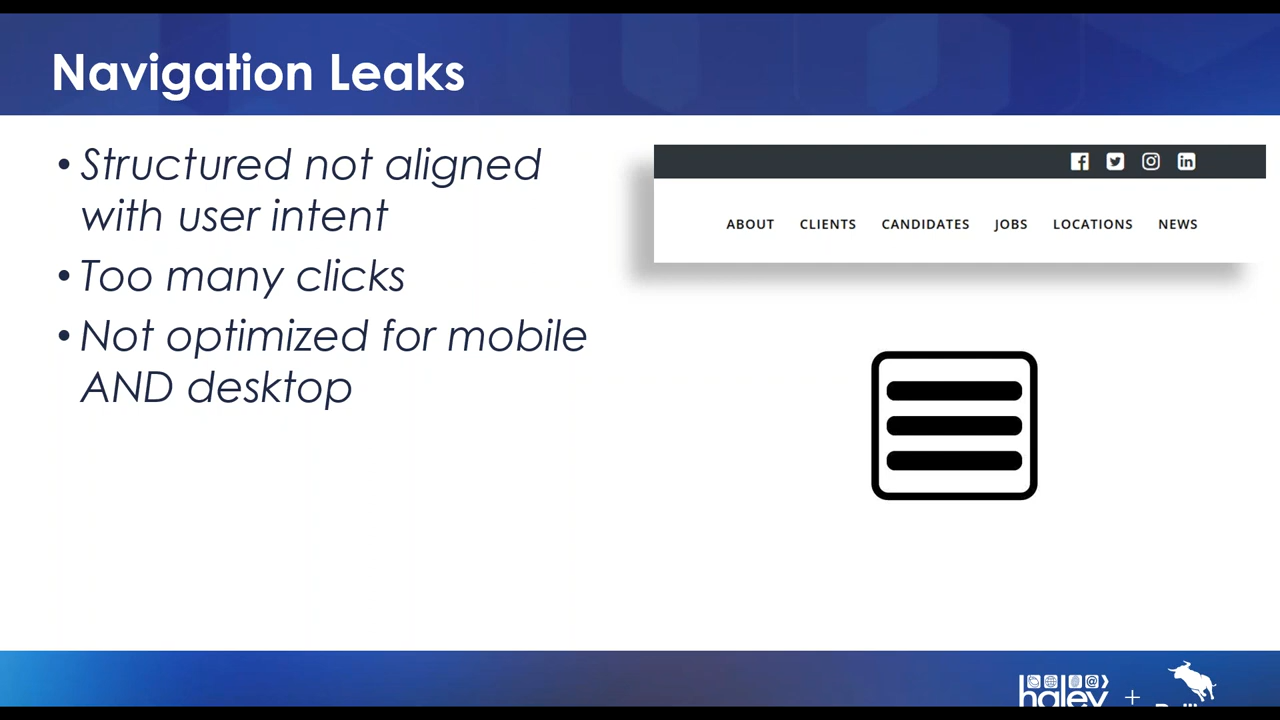 Navigation Leaks
• Structured not aligned
with user intent
• Too many clicks
• Not optimized for mobile
AND desktop
ABOUT CLIENTS CANDIDATES JOBS LOCATIONS NEWS
haley +